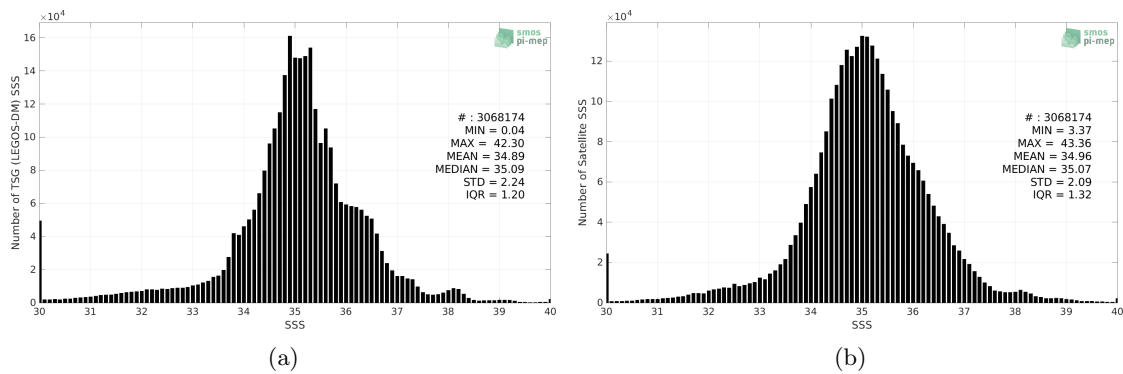 ×10⁴
smos
pi-mep
16
14
12
10
8
6
4
2
0
Number of TSG (LEGOS-DM) SSS
# : 3068174
MIN = 0.04
MAX = 42.30
MEAN = 34.89
MEDIAN = 35.09
STD = 2.24
IQR = 1.20
30 31 32 33 34 35 36 37 38 39 40
SSS
(a)
×10⁴
smos
pi-mep
12
10
8
6
4
2
0
Number of Satellite SSS
# : 3068174
MIN = 3.37
MAX = 43.36
MEAN = 34.96
MEDIAN = 35.07
STD = 2.09
IQR = 1.32
30 31 32 33 34 35 36 37 38 39 40
SSS
(b)